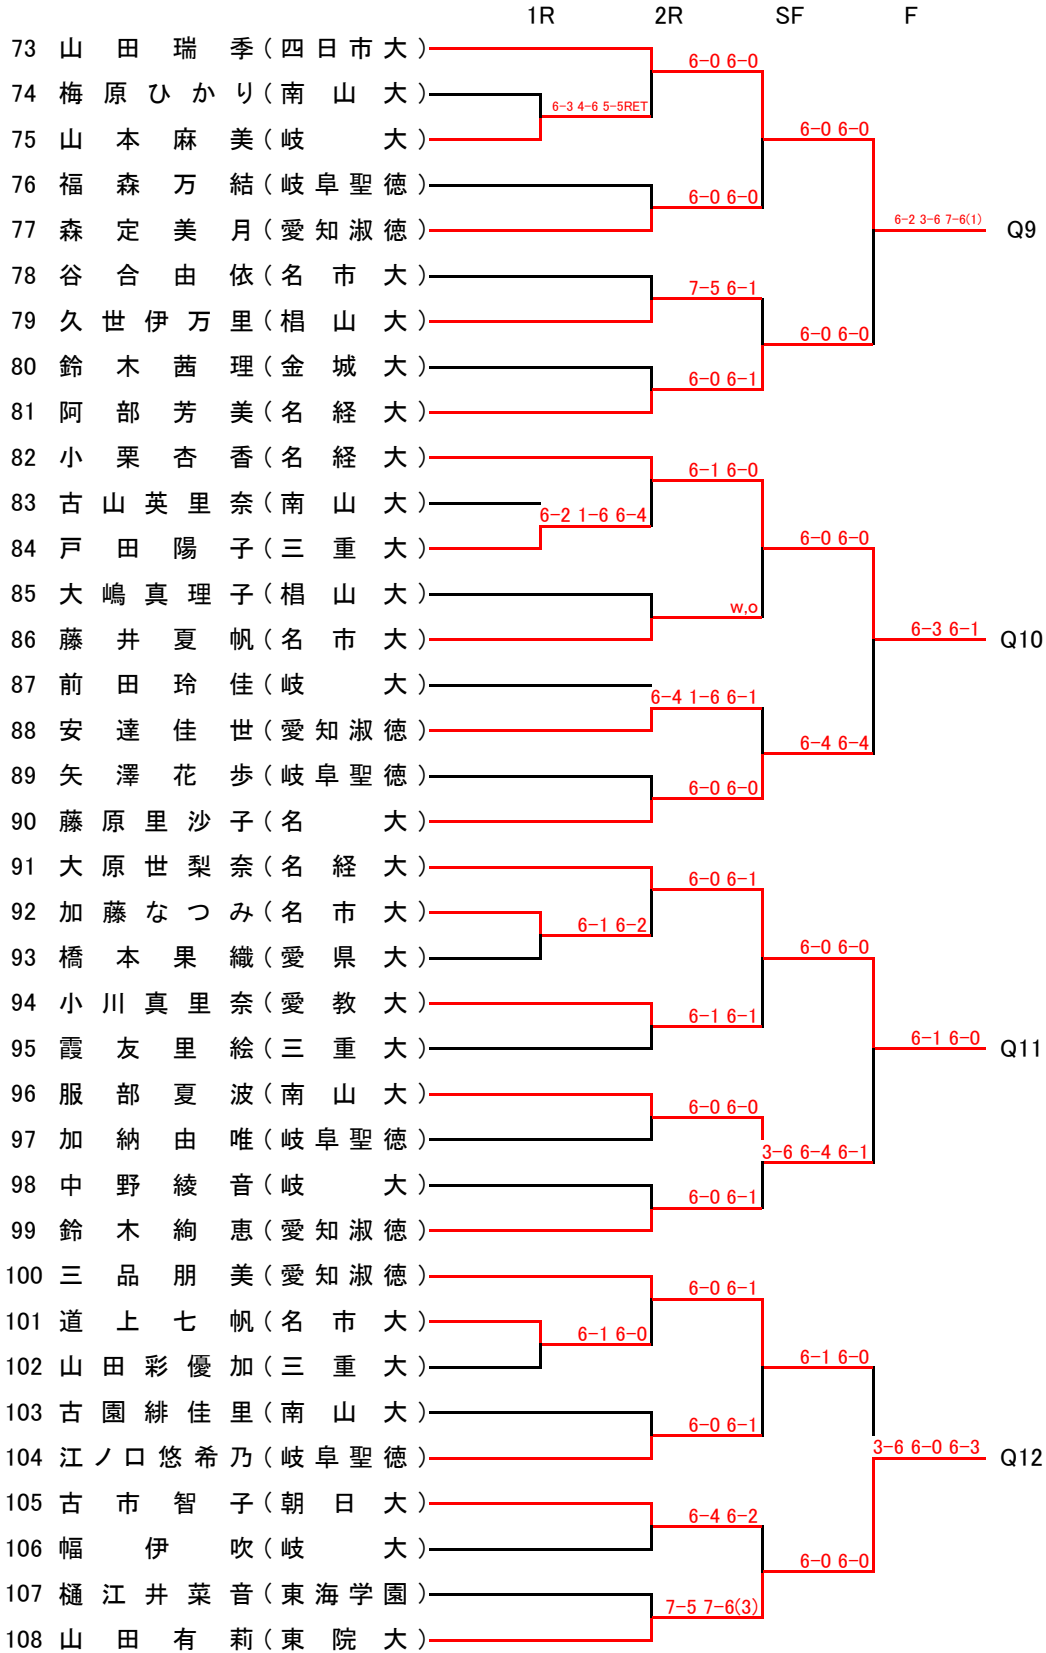 1R 2R SF F
73 山田瑞季(四日市大)
6-0 6-0
74 梅原ひかり(南山大)
6-3 4-6 5-5RET
75 山本麻美(岐大)
6-0 6-0
76 福森万結(岐阜聖徳)
6-0 6-0
77 森定美月(愛知淑徳)
6-2 3-6 7-6(1) Q9
78 谷合由依(名市大)
7-5 6-1
79 久世伊万里(椙山大)
6-0 6-0
80 鈴木茜理(金城大)
6-0 6-1
81 阿部芳美(名経大)
82 小栗杏香(名経大)
6-1 6-0
83 古山英里奈(南山大)
6-2 1-6 6-4
84 戸田陽子(三重大)
6-0 6-0
85 大嶋真理子(椙山大)
w,o
86 藤井夏帆(名市大)
6-3 6-1 Q10
87 前田玲佳(岐大)
6-4 1-6 6-1
88 安達佳世(愛知淑徳)
6-4 6-4
89 矢澤花歩(岐阜聖徳)
6-0 6-0
90 藤原里沙子(名大)
91 大原世梨奈(名経大)
6-0 6-1
92 加藤なつみ(名市大)
6-1 6-2
93 橋本果織(愛県大)
6-0 6-0
94 小川真里奈(愛教大)
6-1 6-1
95 霞友里絵(三重大)
6-1 6-0 Q11
96 服部夏波(南山大)
6-0 6-0
97 加納由唯(岐阜聖徳)
3-6 6-4 6-1
98 中野綾音(岐大)
6-0 6-1
99 鈴木絢恵(愛知淑徳)
100 三品朋美(愛知淑徳)
6-0 6-1
101 道上七帆(名市大)
6-1 6-0
102 山田彩優加(三重大)
6-1 6-0
103 古園緋佳里(南山大)
6-0 6-1
104 江ノ口悠希乃(岐阜聖徳)
3-6 6-0 6-3 Q12
105 古市智子(朝日大)
6-4 6-2
106 幅伊吹(岐大)
6-0 6-0
107 樋江井菜音(東海学園)
7-5 7-6(3)
108 山田有莉(東院大)